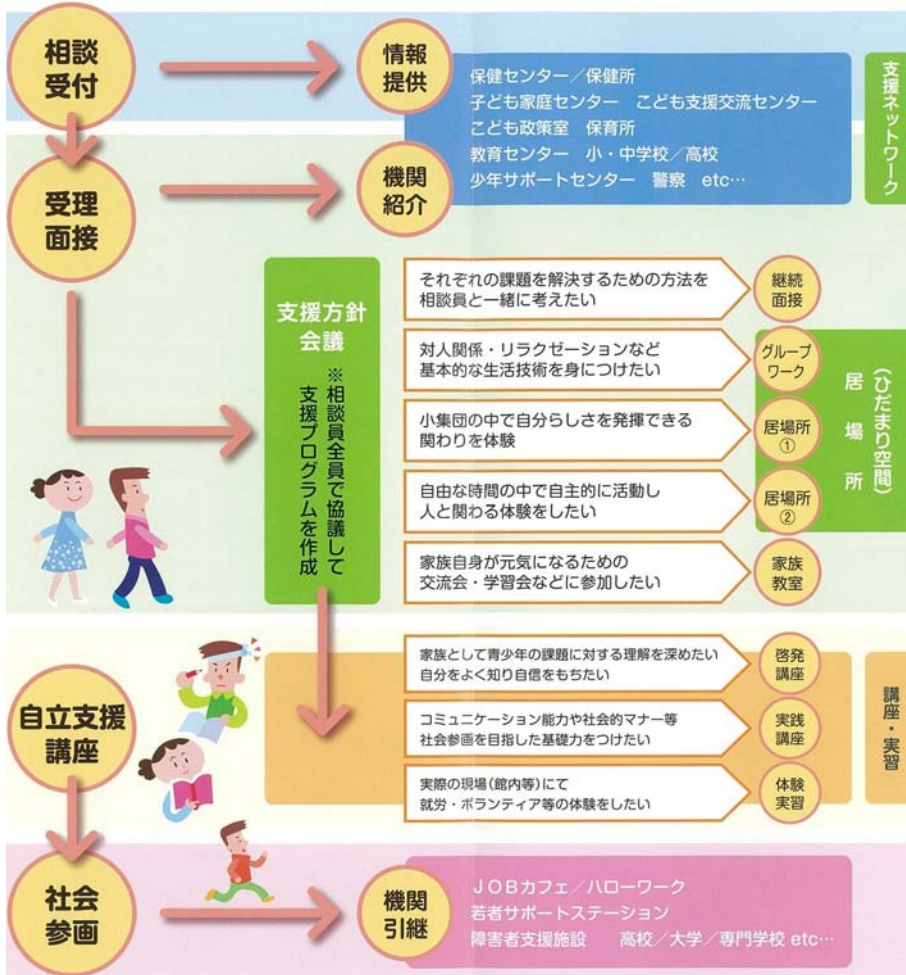 相談
受付
情報
提供
保健センター／保健所
子ども家庭センター　こども支援交流センター
こども政策室　保育所
教育センター　小・中学校／高校
少年サポートセンター　警察　etc…
支援ネットワーク
受理
面接
機関
紹介
支援方針
会議
※相談員全員で協議して
支援プログラムを作成
それぞれの課題を解決するための方法を
相談員と一緒に考えたい
継続
面接
対人関係・リラクゼーションなど
基本的な生活技術を身につけたい
グループ
ワーク
小集団の中で自分らしさを発揮できる
関わりを体験
居場所
①
自由な時間の中で自主的に活動し
人と関わる体験をしたい
居場所
②
家族自身が元気になるための
交流会・学習会などに参加したい
家族
教室
居場所
（ひだまり空間）
自立支援
講座
家族として青少年の課題に対する理解を深めたい
自分をよく知り自信をもちたい
啓発
講座
コミュニケーション能力や社会的マナー等
社会参画を目指した基礎力をつけたい
実践
講座
実際の現場（館内等）にて
就労・ボランティア等の体験をしたい
体験
実習
講座・実習
社会
参画
機関
引継
ＪＯＢカフェ／ハローワーク
若者サポートステーション
障害者支援施設　　高校／大学／専門学校 etc…